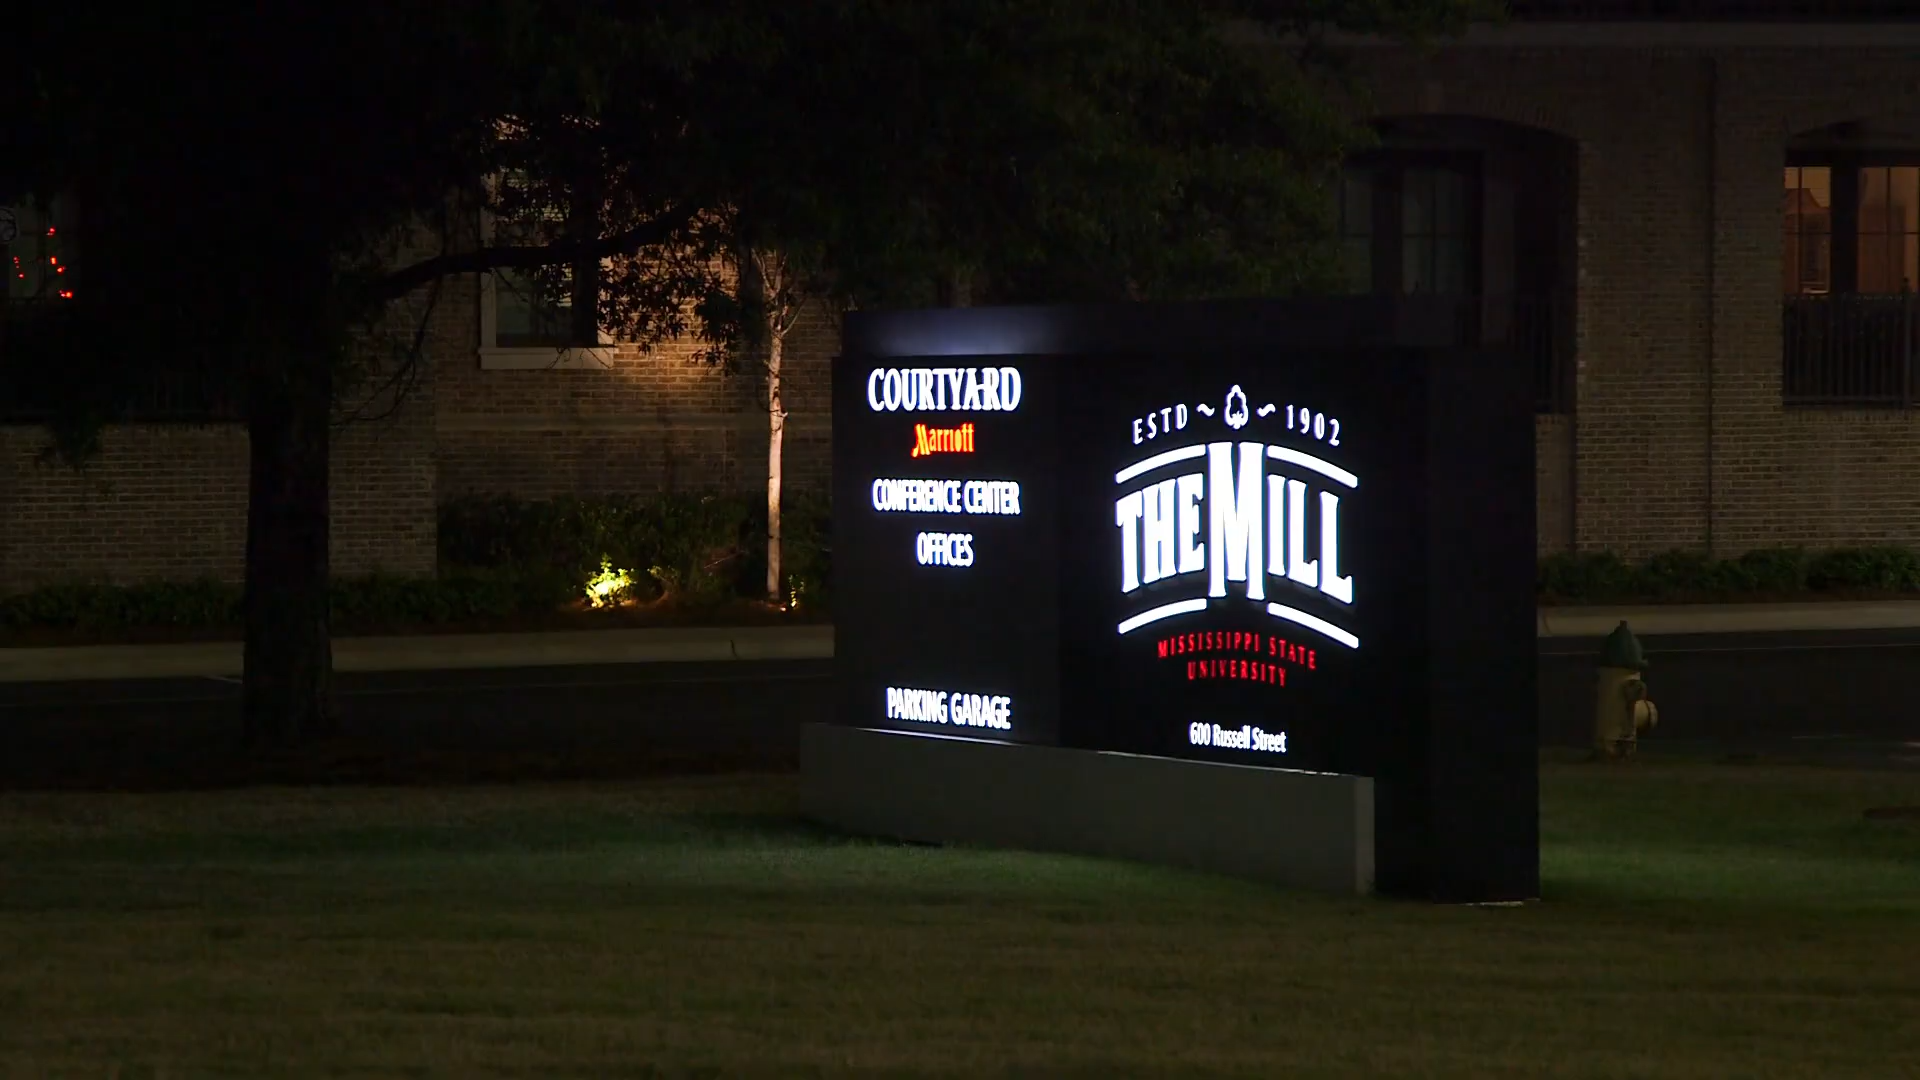 COURTYARD
Marriott
CONFERENCE CENTER
OFFICES
PARKING GARAGE
ESTD ~ ~ 1902
THE MILL
MISSISSIPPI STATE
UNIVERSITY
600 Russell Street